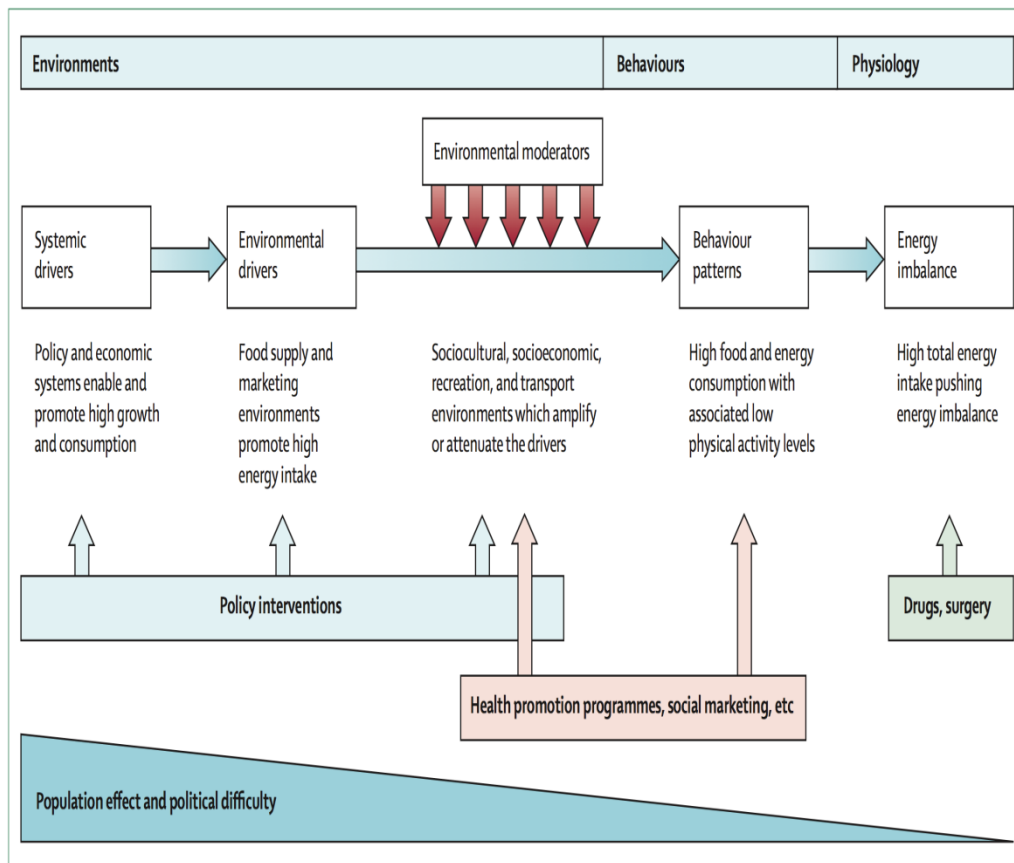 Environments
Behaviours
Physiology
Environmental moderators
Systemic
drivers
Environmental
drivers
Behaviour
patterns
Energy
imbalance
Policy and economic
systems enable and
promote high growth
and consumption
Food supply and
marketing
environments
promote high
energy intake
Sociocultural, socioeconomic,
recreation, and transport
environments which amplify
or attenuate the drivers
High food and energy
consumption with
associated low
physical activity levels
High total energy
intake pushing
energy imbalance
Policy interventions
Drugs, surgery
Health promotion programmes, social marketing, etc
Population effect and political difficulty